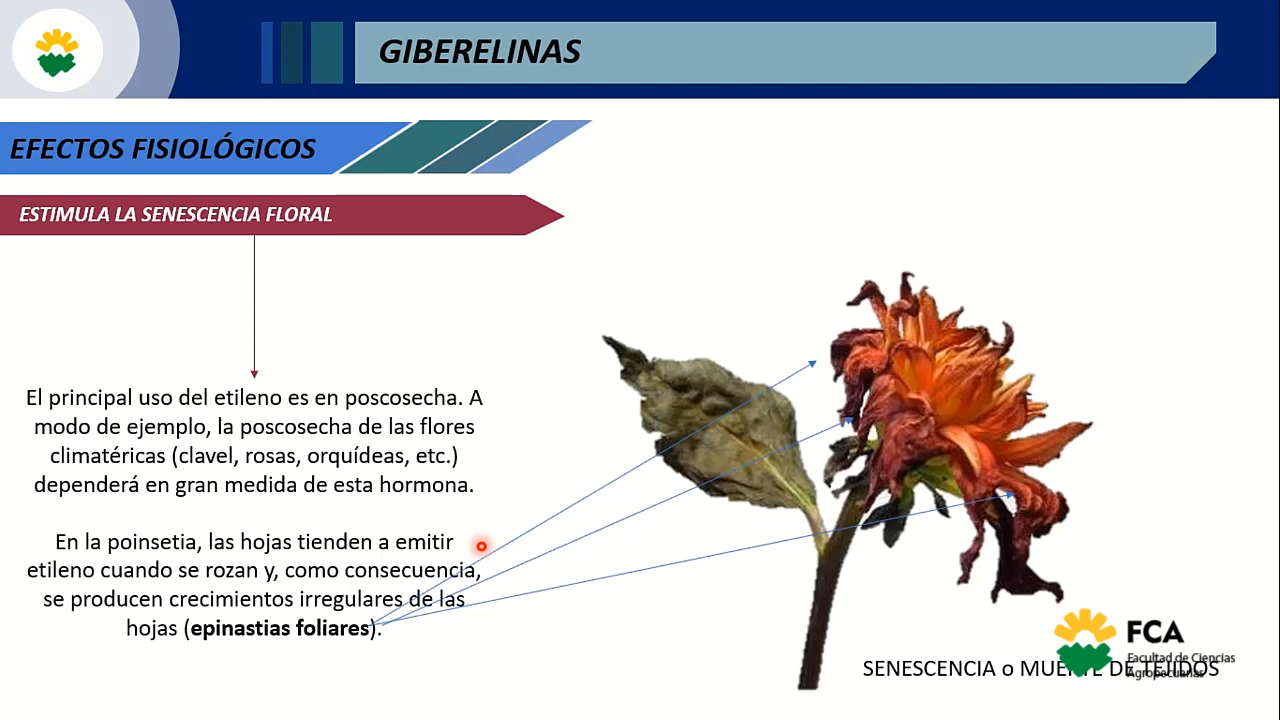 GIBERELINAS
EFECTOS FISIOLÓGICOS
ESTIMULA LA SENESCENCIA FLORAL
El principal uso del etileno es en poscosecha. A
modo de ejemplo, la poscosecha de las flores
climatéricas (clavel, rosas, orquídeas, etc.)
dependerá en gran medida de esta hormona.
En la poinsetia, las hojas tienden a emitir
etileno cuando se rozan y, como consecuencia,
se producen crecimientos irregulares de las
hojas (epinastias foliares).
SENESCENCIA o MUERTE DE TEJIDOS
FCA
Facultad de Ciencias
Agropecuarias